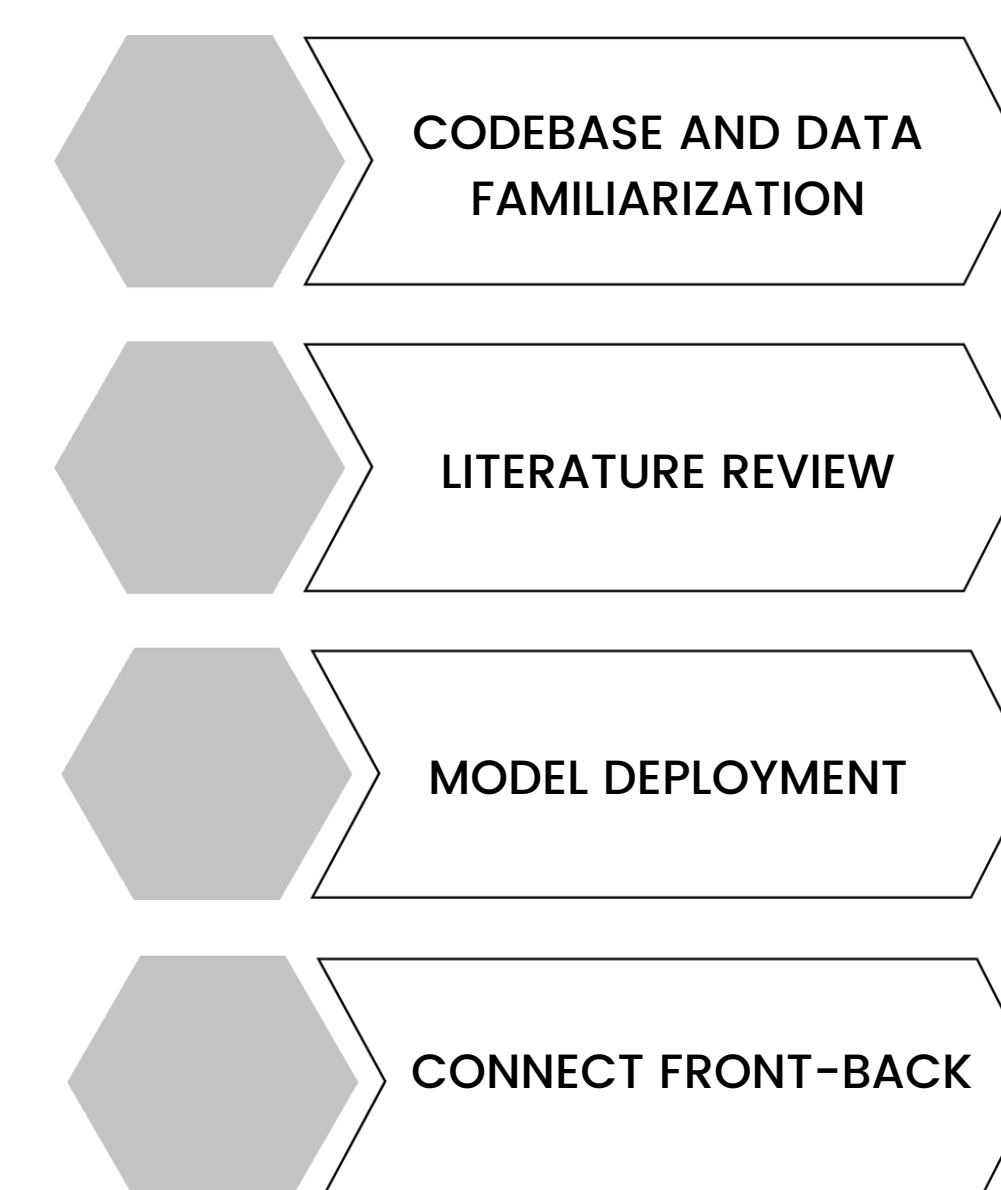 CODEBASE AND DATA
FAMILIARIZATION
LITERATURE REVIEW
MODEL DEPLOYMENT
CONNECT FRONT-BACK